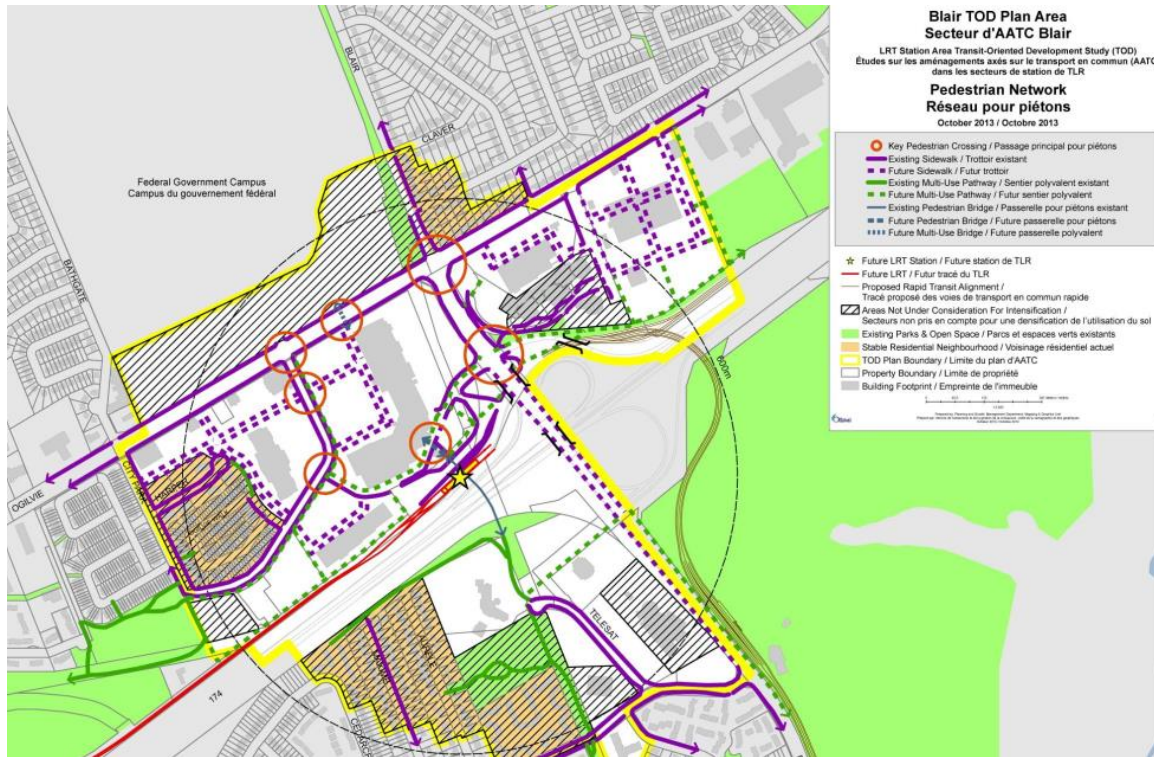 Blair TOD Plan Area
Secteur d'AATC Blair
LRT Station Area Transit-Oriented Development Study (TOD)
Études sur les aménagements axés sur le transport en commun (AATC
dans les secteurs de station de TLR
Pedestrian Network
Réseau pour piétons
October 2013 / Octobre 2013
Key Pedestrian Crossing / Passage principal pour piétons
Existing Sidewalk / Trottoir existant
Future Sidewalk / Futur trottoir
Existing Multi-Use Pathway / Sentier polyvalent existant
Future Multi-Use Pathway / Futur sentier polyvalent
Existing Pedestrian Bridge / Passerelle pour piétons existant
Future Pedestrian Bridge / Future passerelle pour piétons
Future Multi-Use Bridge / Future passerelle polyvalent
Future LRT Station / Future station de TLR
Future LRT / Futur tracé du TLR
Proposed Rapid Transit Alignment /
Tracé proposé des voies de transport en commun rapide
Areas Not Under Consideration For Intensification /
Secteurs non pris en compte pour une densification de l'utilisation du sol
Existing Parks & Open Space / Parcs et espaces verts existants
Stable Residential Neighbourhood / Voisinage résidentiel actuel
TOD Plan Boundary / Limite du plan d'AATC
Property Boundary / Limite de propriété
Building Footprint / Empreinte de l'immeuble
BLAIR
CLAVER
Federal Government Campus
Campus du gouvernement fédéral
BATHGATE
600m
OGILVIE
CITY PARK
HARPER
TELESAT
174